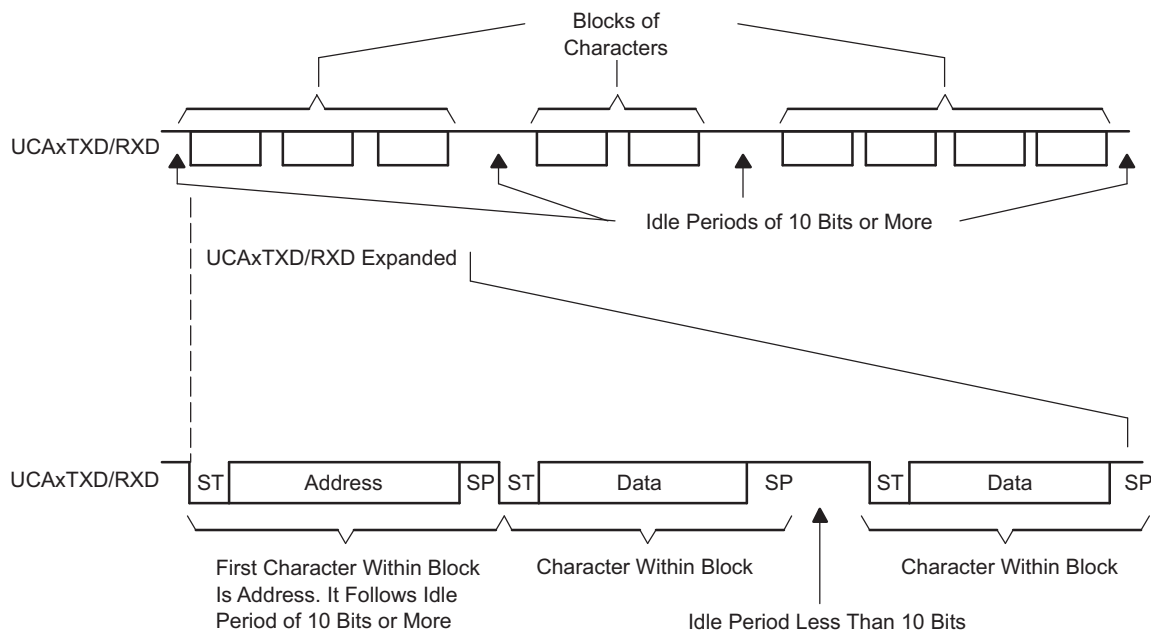 Blocks of
Characters
UCAxTXD/RXD
Idle Periods of 10 Bits or More
UCAxTXD/RXD Expanded
UCAxTXD/RXD
ST
Address
SP
ST
Data
SP
ST
Data
SP
First Character Within Block
Is Address. It Follows Idle
Period of 10 Bits or More
Character Within Block
Character Within Block
Idle Period Less Than 10 Bits